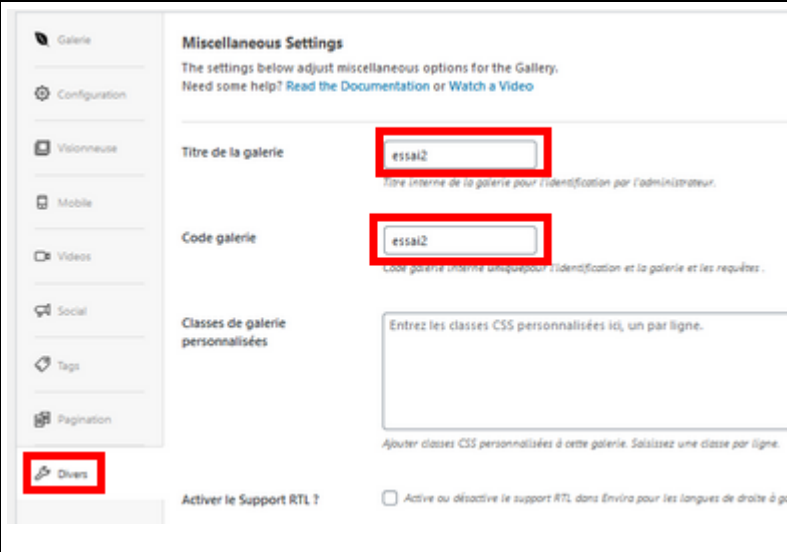 Galerie
Configuration
Visionneuse
Mobile
Videos
Social
Tags
Pagination
Divers
Miscellaneous Settings
The settings below adjust miscellaneous options for the Gallery.
Need some help? Read the Documentation or Watch a Video
Titre de la galerie
essai2
Titre interne de la galerie pour l'identification par l'administrateur.
Code galerie
essai2
Code galerie interne uniquepour l'identification et la galerie et les requêtes .
Classes de galerie
personnalisées
Entrez les classes CSS personnalisées ici, un par ligne.
Ajouter classes CSS personnalisées à cette galerie. Saisissez une classe par ligne.
Activer le Support RTL ?
Active ou désactive le support RTL dans Envira pour les langues de droite à